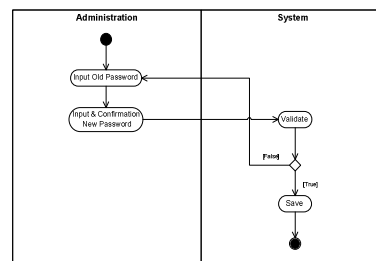 Administration
System
Input Old Password
Input & Confirmation
New Password
Validate
[False]
[True]
Save